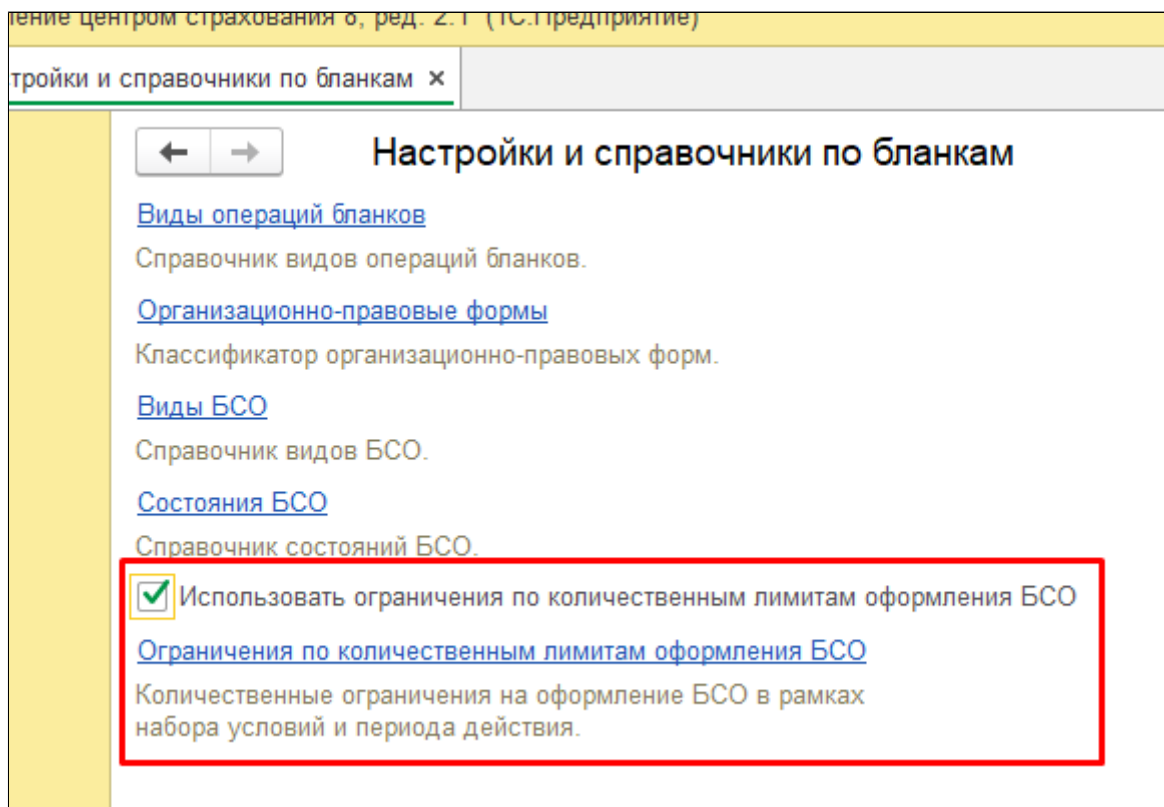 ление центром страхования 8, ред. 2.1 (1С:Предприятие)
тройки и справочники по бланкам ×
Настройки и справочники по бланкам
Виды операций бланков
Справочник видов операций бланков.
Организационно-правовые формы
Классификатор организационно-правовых форм.
Виды БСО
Справочник видов БСО.
Состояния БСО
Справочник состояний БСО.
Использовать ограничения по количественным лимитам оформления БСО
Ограничения по количественным лимитам оформления БСО
Количественные ограничения на оформление БСО в рамках
набора условий и периода действия.